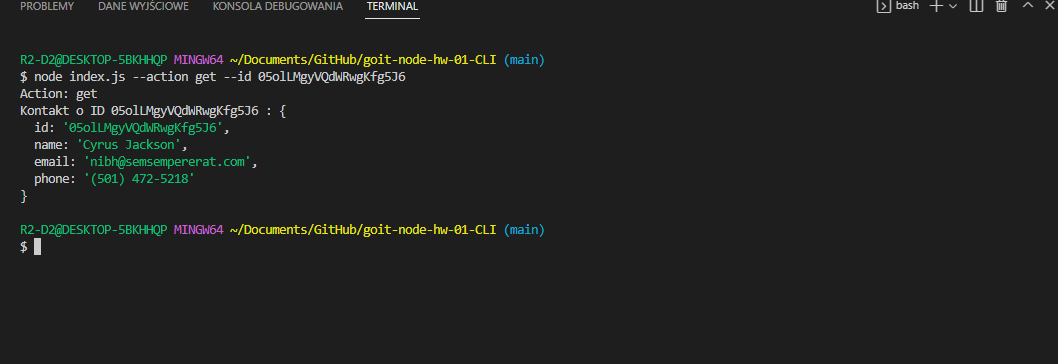 PROBLEMY DANE WYJŚCIOWE KONSOLA DEBUGOWANIA TERMINAL bash
R2-D2@DESKTOP-5BKHHQP MINGW64 ~/Documents/GitHub/goit-node-hw-01-CLI (main)
$ node index.js --action get --id 05olLMgyVQdWRwgKfg5J6
Action: get
Kontakt o ID 05olLMgyVQdWRwgKfg5J6 : {
  id: '05olLMgyVQdWRwgKfg5J6',
  name: 'Cyrus Jackson',
  email: 'nibh@semsempererat.com',
  phone: '(501) 472-5218'
}
R2-D2@DESKTOP-5BKHHQP MINGW64 ~/Documents/GitHub/goit-node-hw-01-CLI (main)
$